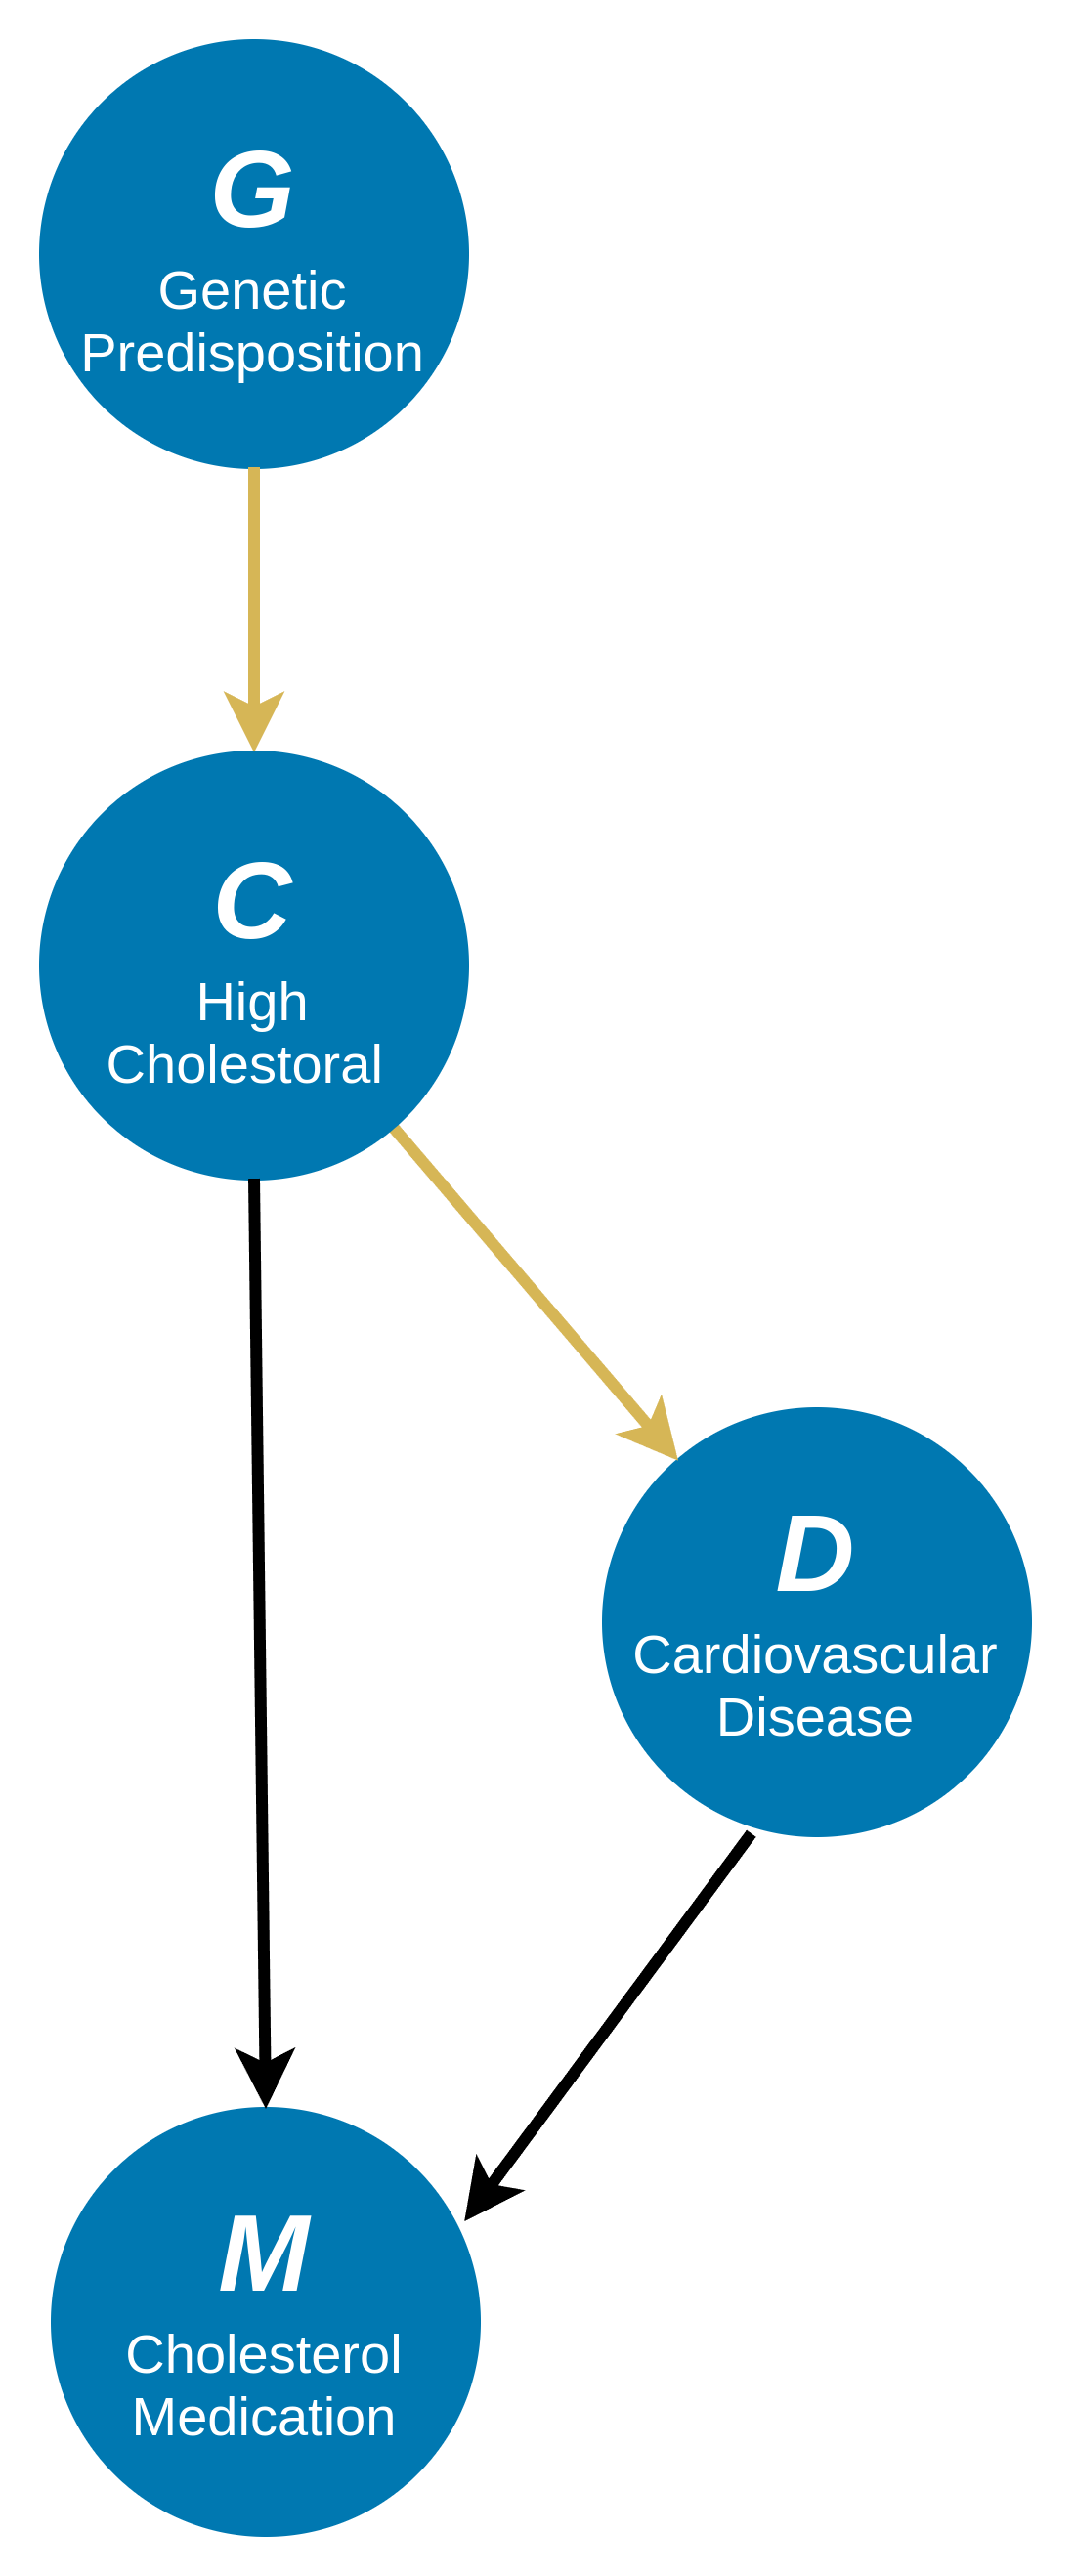 G
Genetic
Predisposition
C
High
Cholestoral
D
Cardiovascular
Disease
M
Cholesterol
Medication